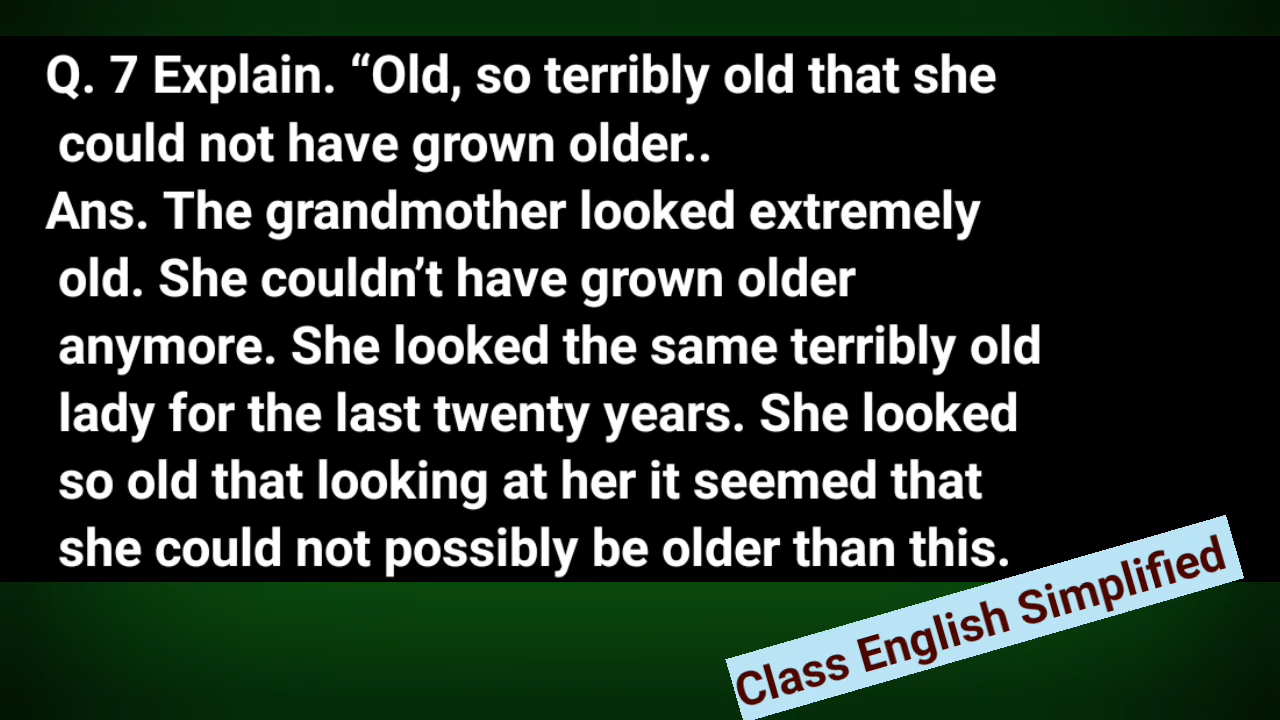 Q. 7 Explain. “Old, so terribly old that she
could not have grown older..
Ans. The grandmother looked extremely
old. She couldn’t have grown older
anymore. She looked the same terribly old
lady for the last twenty years. She looked
so old that looking at her it seemed that
she could not possibly be older than this.
Class English Simplified